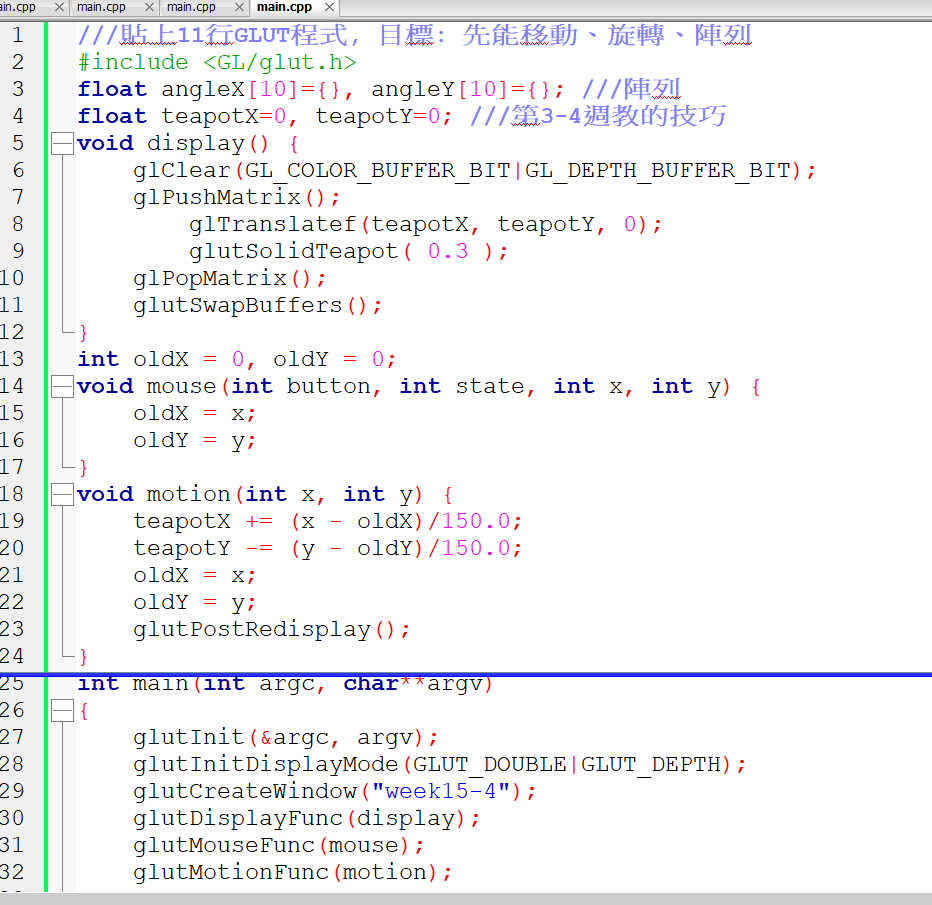 ain.cpp × main.cpp × main.cpp × main.cpp ×
1 ///貼上11行GLUT程式, 目標: 先能移動、旋轉、陣列
2 #include <GL/glut.h>
3 float angleX[10]={}, angleY[10]={}; ///陣列
4 float teapotX=0, teapotY=0; ///第3-4週教的技巧
5 void display() {
6 glClear(GL_COLOR_BUFFER_BIT|GL_DEPTH_BUFFER_BIT);
7 glPushMatrix();
8 glTranslatef(teapotX, teapotY, 0);
9 glutSolidTeapot( 0.3 );
10 glPopMatrix();
11 glutSwapBuffers();
12 }
13 int oldX = 0, oldY = 0;
14 void mouse(int button, int state, int x, int y) {
15 oldX = x;
16 oldY = y;
17 }
18 void motion(int x, int y) {
19 teapotX += (x - oldX)/150.0;
20 teapotY -= (y - oldY)/150.0;
21 oldX = x;
22 oldY = y;
23 glutPostRedisplay();
24 }
25 int main(int argc, char**argv)
26 {
27 glutInit(&argc, argv);
28 glutInitDisplayMode(GLUT_DOUBLE|GLUT_DEPTH);
29 glutCreateWindow("week15-4");
30 glutDisplayFunc(display);
31 glutMouseFunc(mouse);
32 glutMotionFunc(motion);